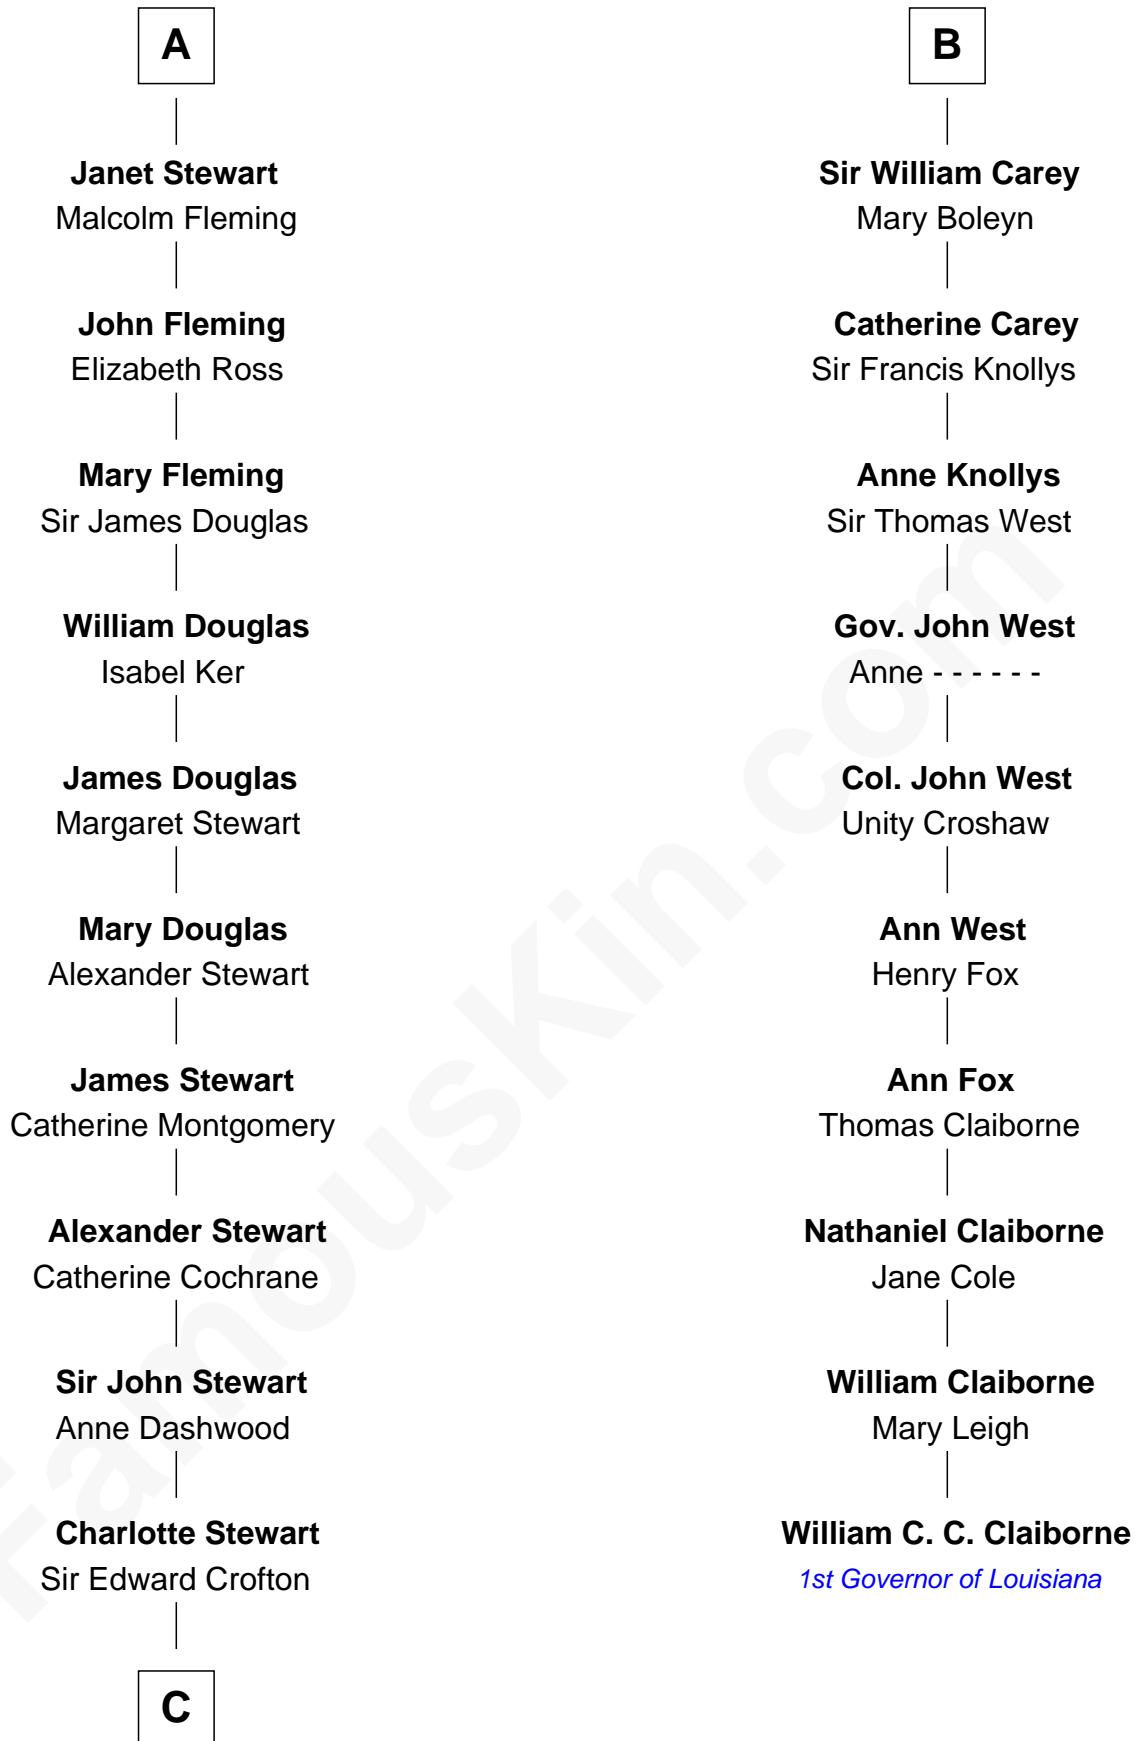 A
Janet Stewart
Malcolm Fleming
John Fleming
Elizabeth Ross
Mary Fleming
Sir James Douglas
William Douglas
Isabel Ker
James Douglas
Margaret Stewart
Mary Douglas
Alexander Stewart
James Stewart
Catherine Montgomery
Alexander Stewart
Catherine Cochrane
Sir John Stewart
Anne Dashwood
Charlotte Stewart
Sir Edward Crofton
C
B
Sir William Carey
Mary Boleyn
Catherine Carey
Sir Francis Knollys
Anne Knollys
Sir Thomas West
Gov. John West
Anne - - - - - -
Col. John West
Unity Croshaw
Ann West
Henry Fox
Ann Fox
Thomas Claiborne
Nathaniel Claiborne
Jane Cole
William Claiborne
Mary Leigh
William C. C. Claiborne
1st Governor of Louisiana
FamousKin.com